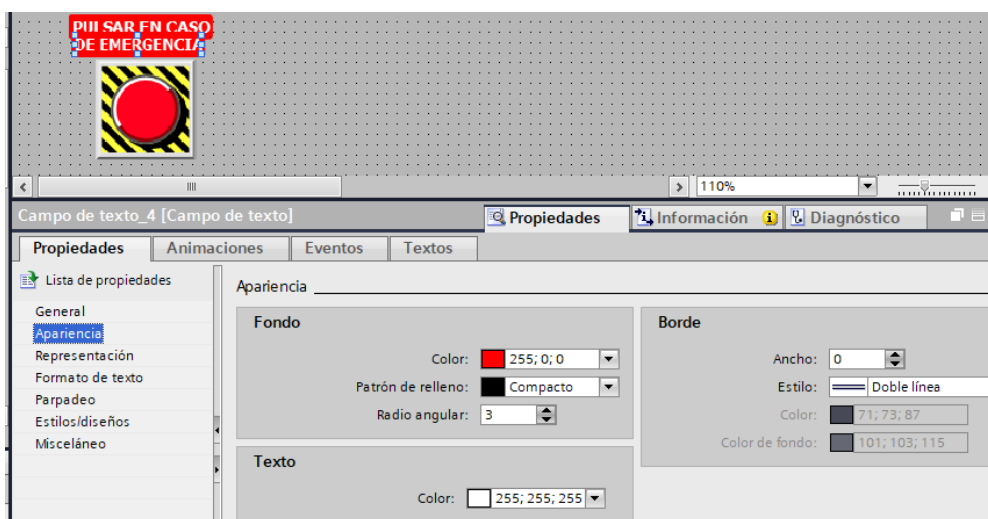 PULSAR EN CASO
DE EMERGENCIA
110%
Campo de texto_4 [Campo de texto]
Propiedades
Información
Diagnóstico
Propiedades
Animaciones
Eventos
Textos
Lista de propiedades
General
Apariencia
Representación
Formato de texto
Parpadeo
Estilos/diseños
Misceláneo
Apariencia
Fondo
Color: 255; 0; 0
Patrón de relleno: Compacto
Radio angular: 3
Texto
Color: 255; 255; 255
Borde
Ancho: 0
Estilo: Doble línea
Color: 71; 73; 87
Color de fondo: 101; 103; 115